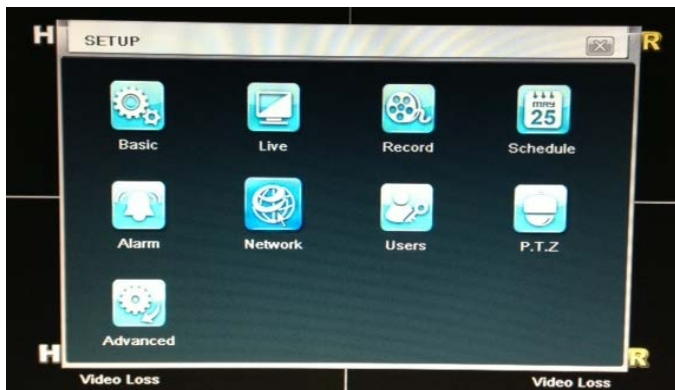 H
SETUP
R
MAY
25
Basic
Live
Record
Schedule
Alarm
Network
Users
P.T.Z
Advanced
H
R
Video Loss
Video Loss